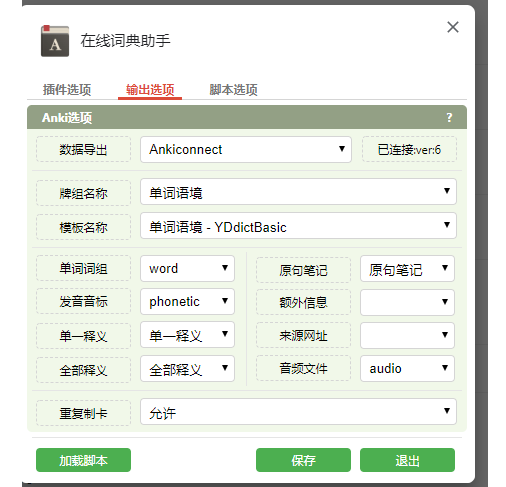 A
在线词典助手
插件选项 输出选项 脚本选项
Anki选项 ?
数据导出 Ankiconnect 已连接:ver:6
牌组名称 单词语境
模板名称 单词语境 - YDdictBasic
单词词组 word 原句笔记 原句笔记
发音音标 phonetic 额外信息
单一释义 单一释义 来源网址
全部释义 全部释义 音频文件 audio
重复制卡 允许
加载脚本 保存 退出